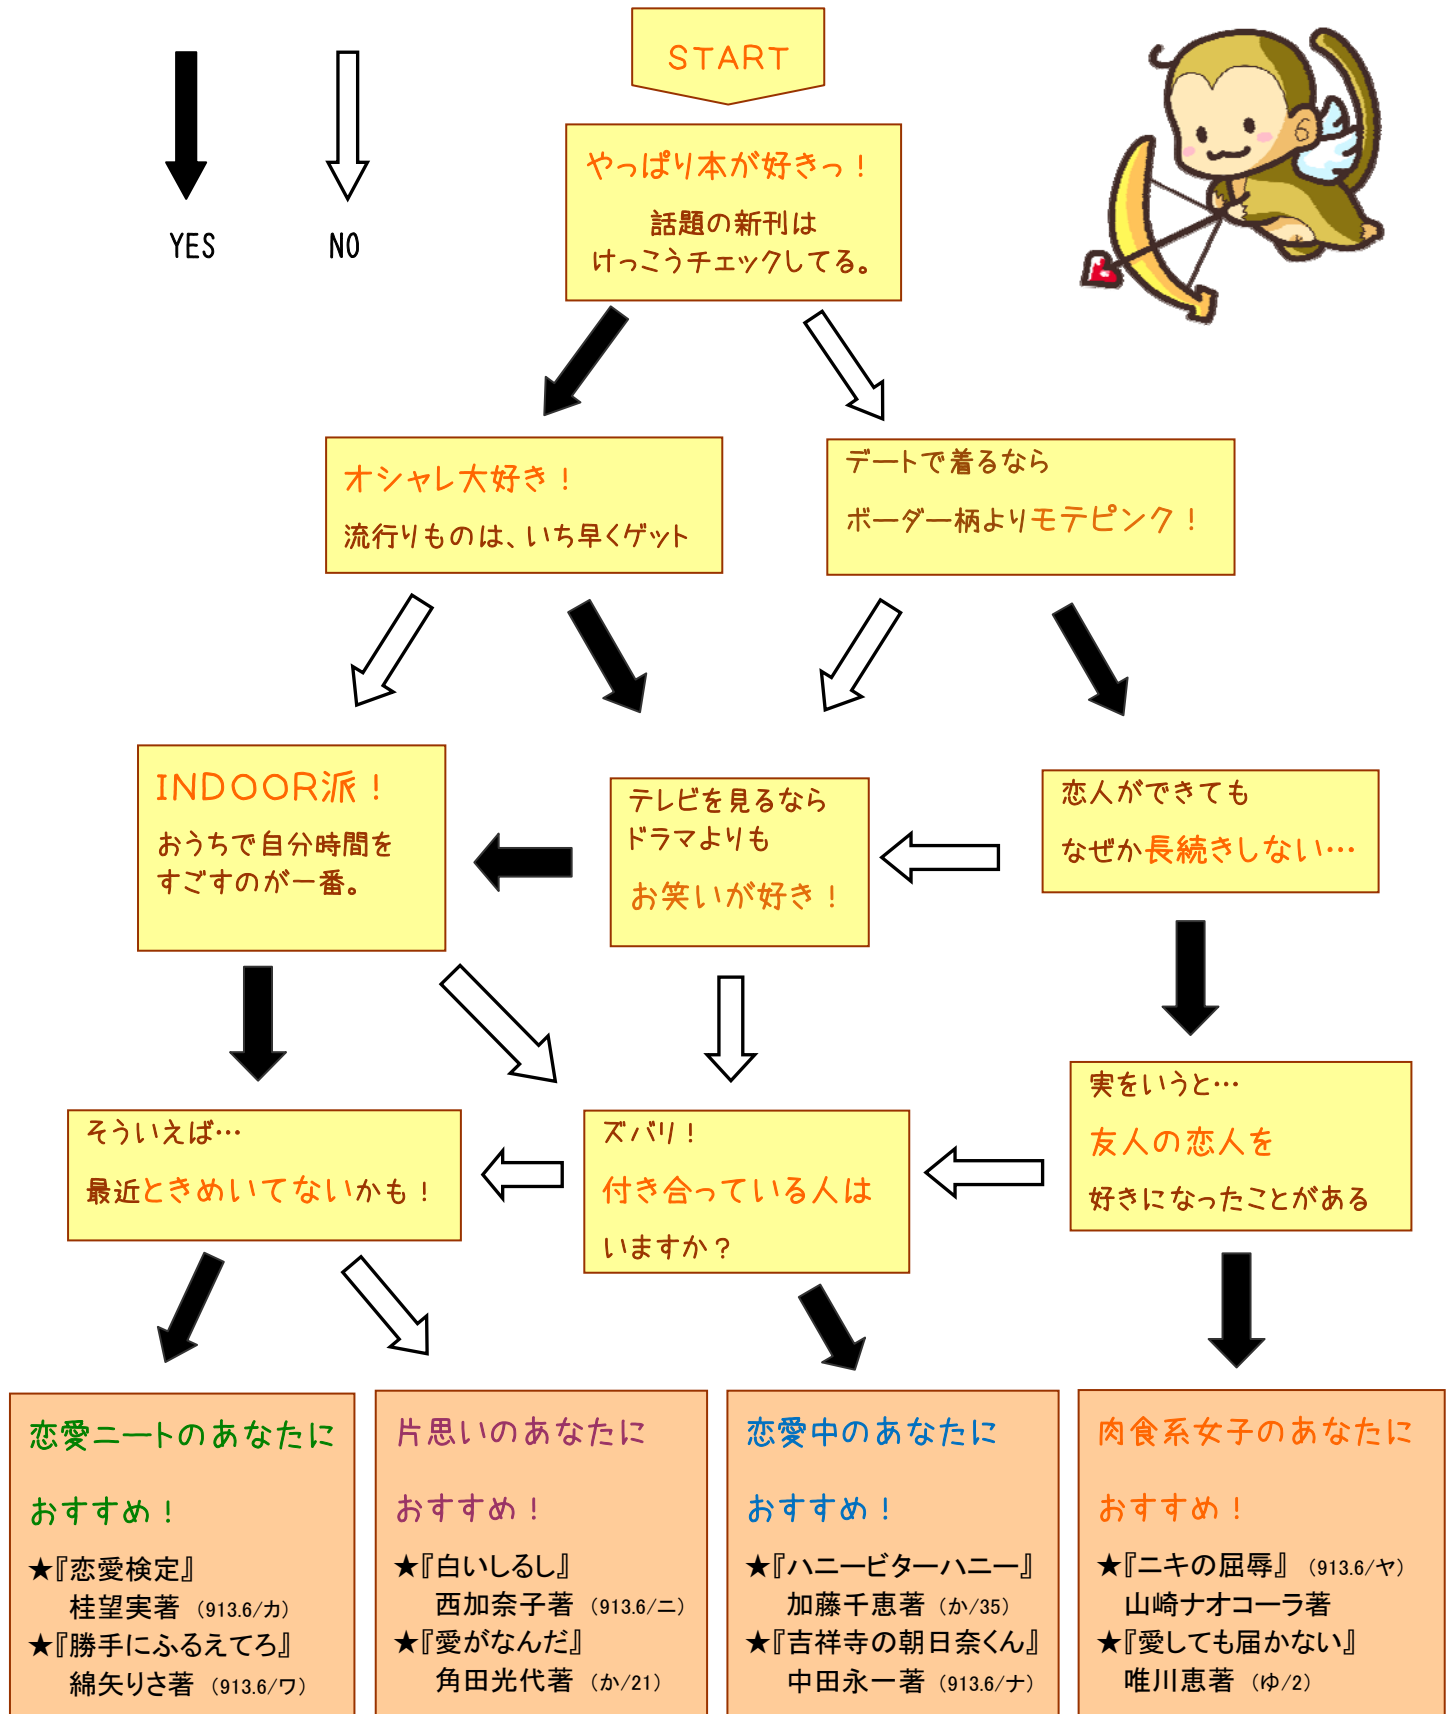 START
YES
NO
やっぱり本が好きっ！
話題の新刊は
けっこうチェックしてる。
オシャレ大好き！
流行りものは、いち早くゲット
デートで着るなら
ボーダー柄よりモテピンク！
INDOOR派！
おうちで自分時間を
すごすのが一番。
テレビを見るなら
ドラマよりも
お笑いが好き！
恋人ができても
なぜか長続きしない…
そういえば…
最近ときめいてないかも！
ズバリ！
付き合っている人は
いますか？
実をいうと…
友人の恋人を
好きになったことがある
恋愛ニートのあなたに
おすすめ！
★『恋愛検定』
桂望実著（913.6/カ）
★『勝手にふるえてろ』
綿矢りさ著（913.6/ワ）
片思いのあなたに
おすすめ！
★『白いしるし』
西加奈子著（913.6/ニ）
★『愛がなんだ』
角田光代著（か/21）
恋愛中のあなたに
おすすめ！
★『ハニービターハニー』
加藤千恵著（か/35）
★『吉祥寺の朝日奈くん』
中田永一著（913.6/ナ）
肉食系女子のあなたに
おすすめ！
★『ニキの屈辱』（913.6/ヤ）
山崎ナオコーラ著
★『愛しても届かない』
唯川恵著（ゆ/2）